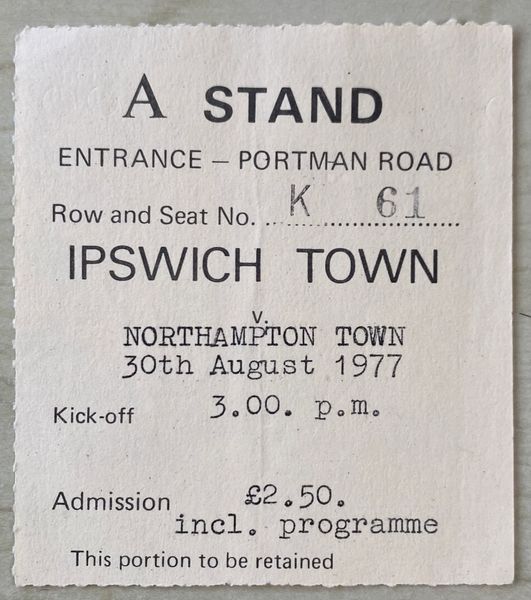 A STAND
ENTRANCE – PORTMAN ROAD
Row and Seat No. K 61
IPSWICH TOWN
v.
NORTHAMPTON TOWN
30th August 1977
Kick-off 3.00. p.m.
Admission £2.50.
incl. programme
This portion to be retained